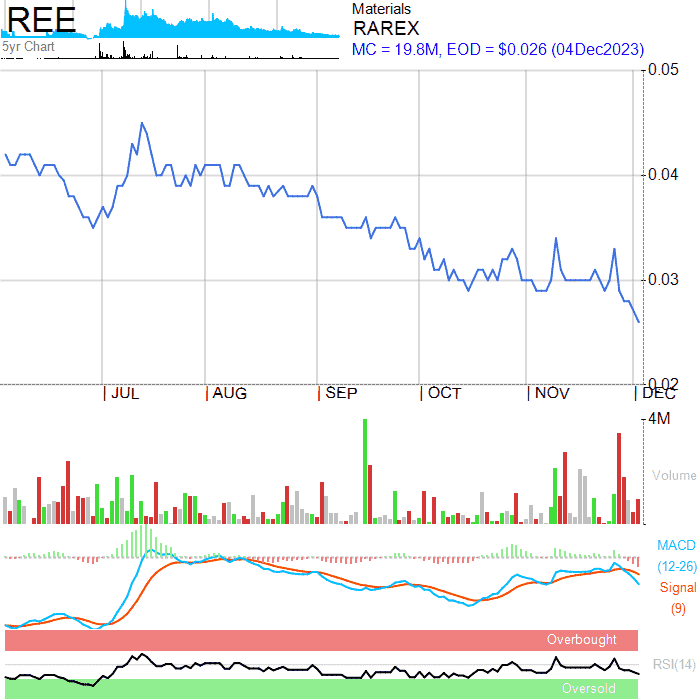 REE
5yr Chart
Materials
RAREX
MC = 19.8M, EOD = $0.026 (04Dec2023)
0.05
0.04
0.03
0.02
JUL AUG SEP OCT NOV DEC
4M
Volume
MACD
(12-26)
Signal
(9)
Overbought
RSI(14)
Oversold